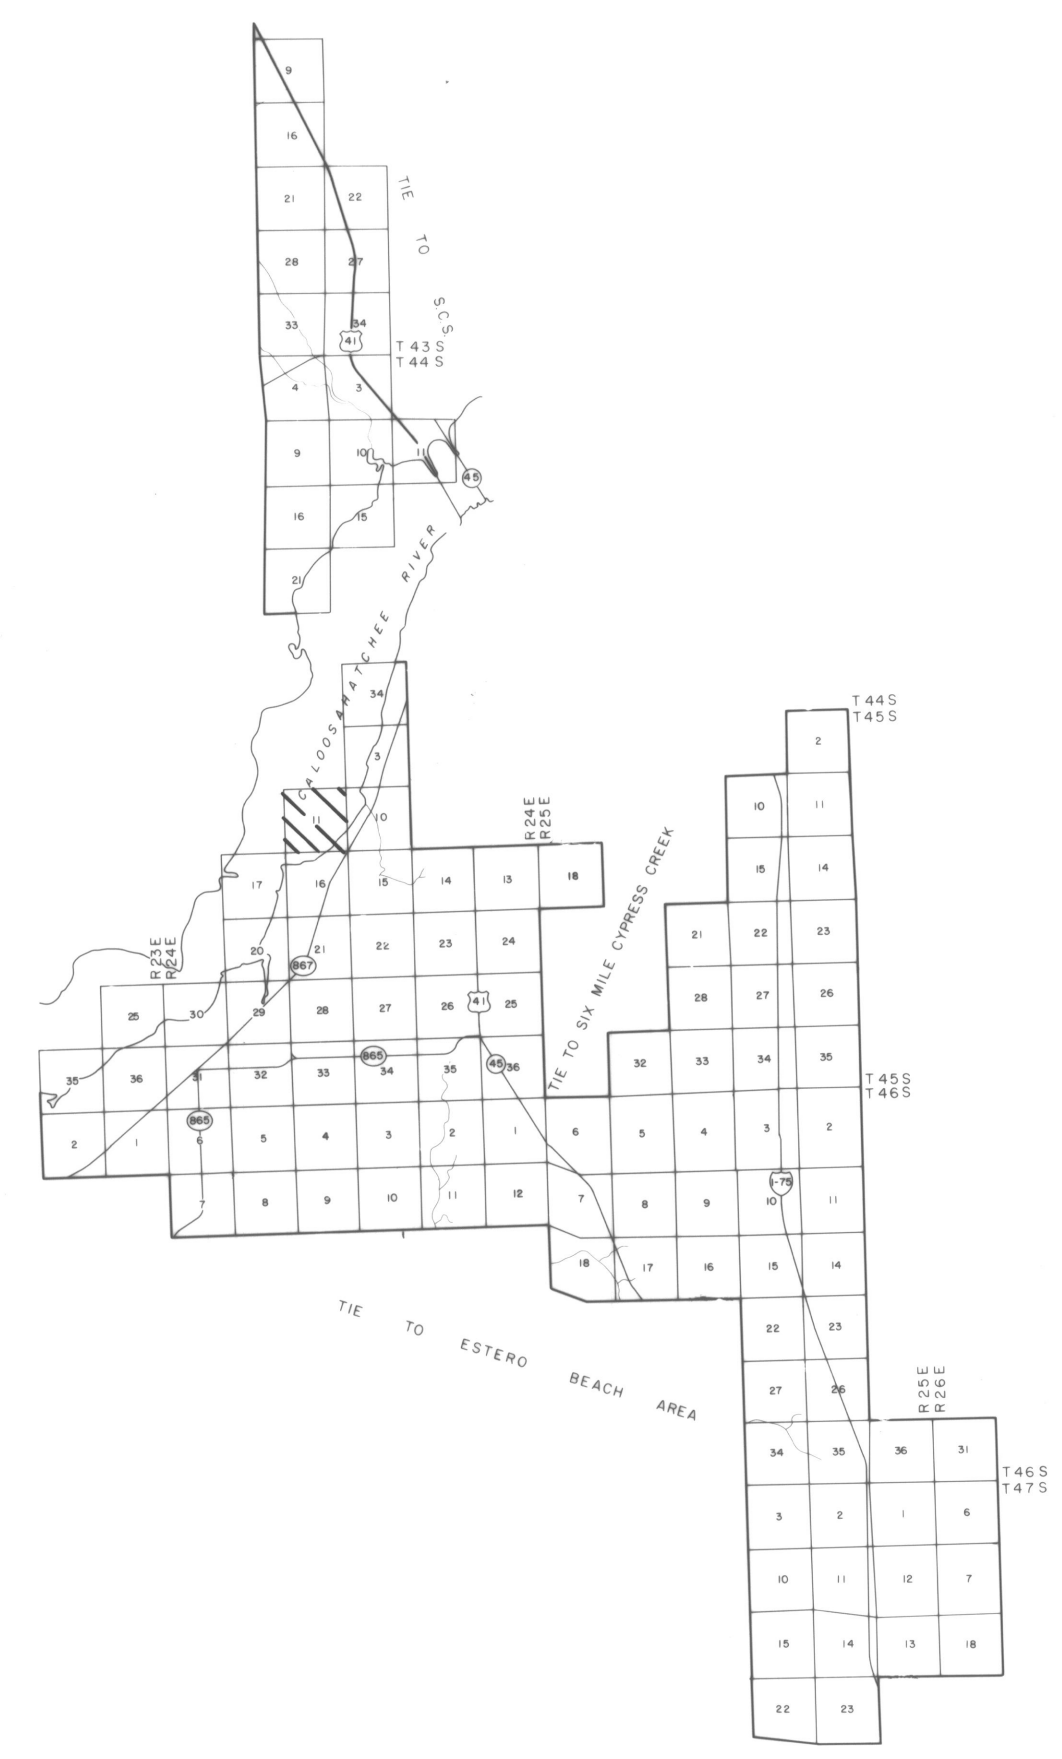 9
16
21 22
TIE TO S.C.S.
28 27
33 34
41
T 43 S
T 44 S
4 3
9 10 11
45
16 15
21
CALOOSAHATCHEE RIVER
34
3
11 10
T 44 S
T 45 S
2
10 11
R 24 E
R 25 E
17 16 15 14 13 18
15 14
TIE TO SIX MILE CYPRESS CREEK
R 23 E
R 24 E
20 21 22 23 24
867
21 22 23
25 30 29 28 27 26 41 25
28 27 26
35 36 31 32 33 865 34 35 45 36
32 33 34 35
T 45 S
T 46 S
865
2 1 6 5 4 3 2 1 6 5 4 3 2
7 8 9 10 11 12 7 8 9 10 11
I-75
18 17 16 15 14
TIE TO ESTERO BEACH AREA
22 23
27 26
R 25 E
R 26 E
34 35 36 31
T 46 S
T 47 S
3 2 1 6
10 11 12 7
15 14 13 18
22 23